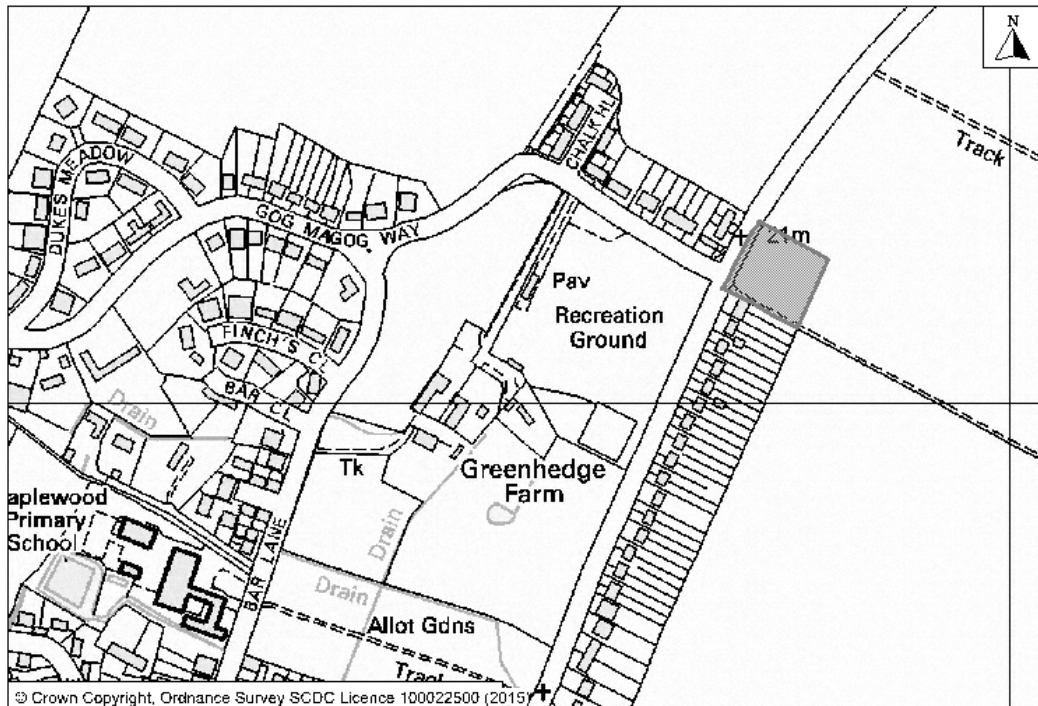 N
CHALK HI
Track
DUKES MEADOW
GOG MAGOG WAY
21m
Pav
Recreation
Ground
FINCH'S CL
BAR CL
Drain
Tk
Greenhedge
Farm
aplewood
Primary
School
Drain
BAR LANE
Drain
Allot Gdns
Track
© Crown Copyright, Ordnance Survey SCDC Licence 100022500 (2015)